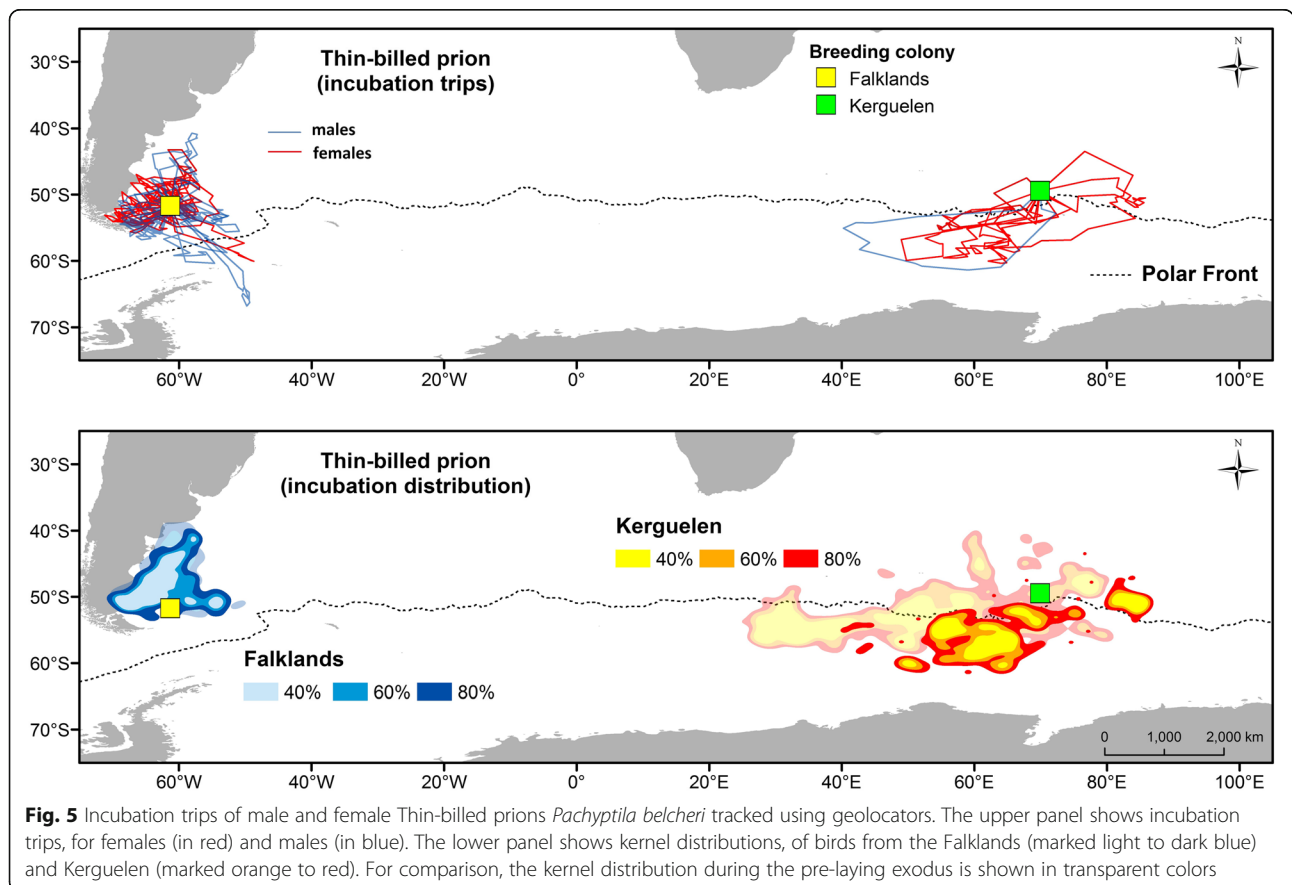 Thin-billed prion
(incubation trips)
males
females
Breeding colony
Falklands
Kerguelen
N
30°S
40°S
50°S
60°S
70°S
Polar Front
60°W
40°W
20°W
0°
20°E
40°E
60°E
80°E
100°E
Thin-billed prion
(incubation distribution)
N
30°S
40°S
50°S
60°S
70°S
Kerguelen
40% 60% 80%
Falklands
40% 60% 80%
0 1,000 2,000 km
60°W
40°W
20°W
0°
20°E
40°E
60°E
80°E
100°E
Fig. 5 Incubation trips of male and female Thin-billed prions Pachyptila belcheri tracked using geolocators. The upper panel shows incubation
trips, for females (in red) and males (in blue). The lower panel shows kernel distributions, of birds from the Falklands (marked light to dark blue)
and Kerguelen (marked orange to red). For comparison, the kernel distribution during the pre-laying exodus is shown in transparent colors